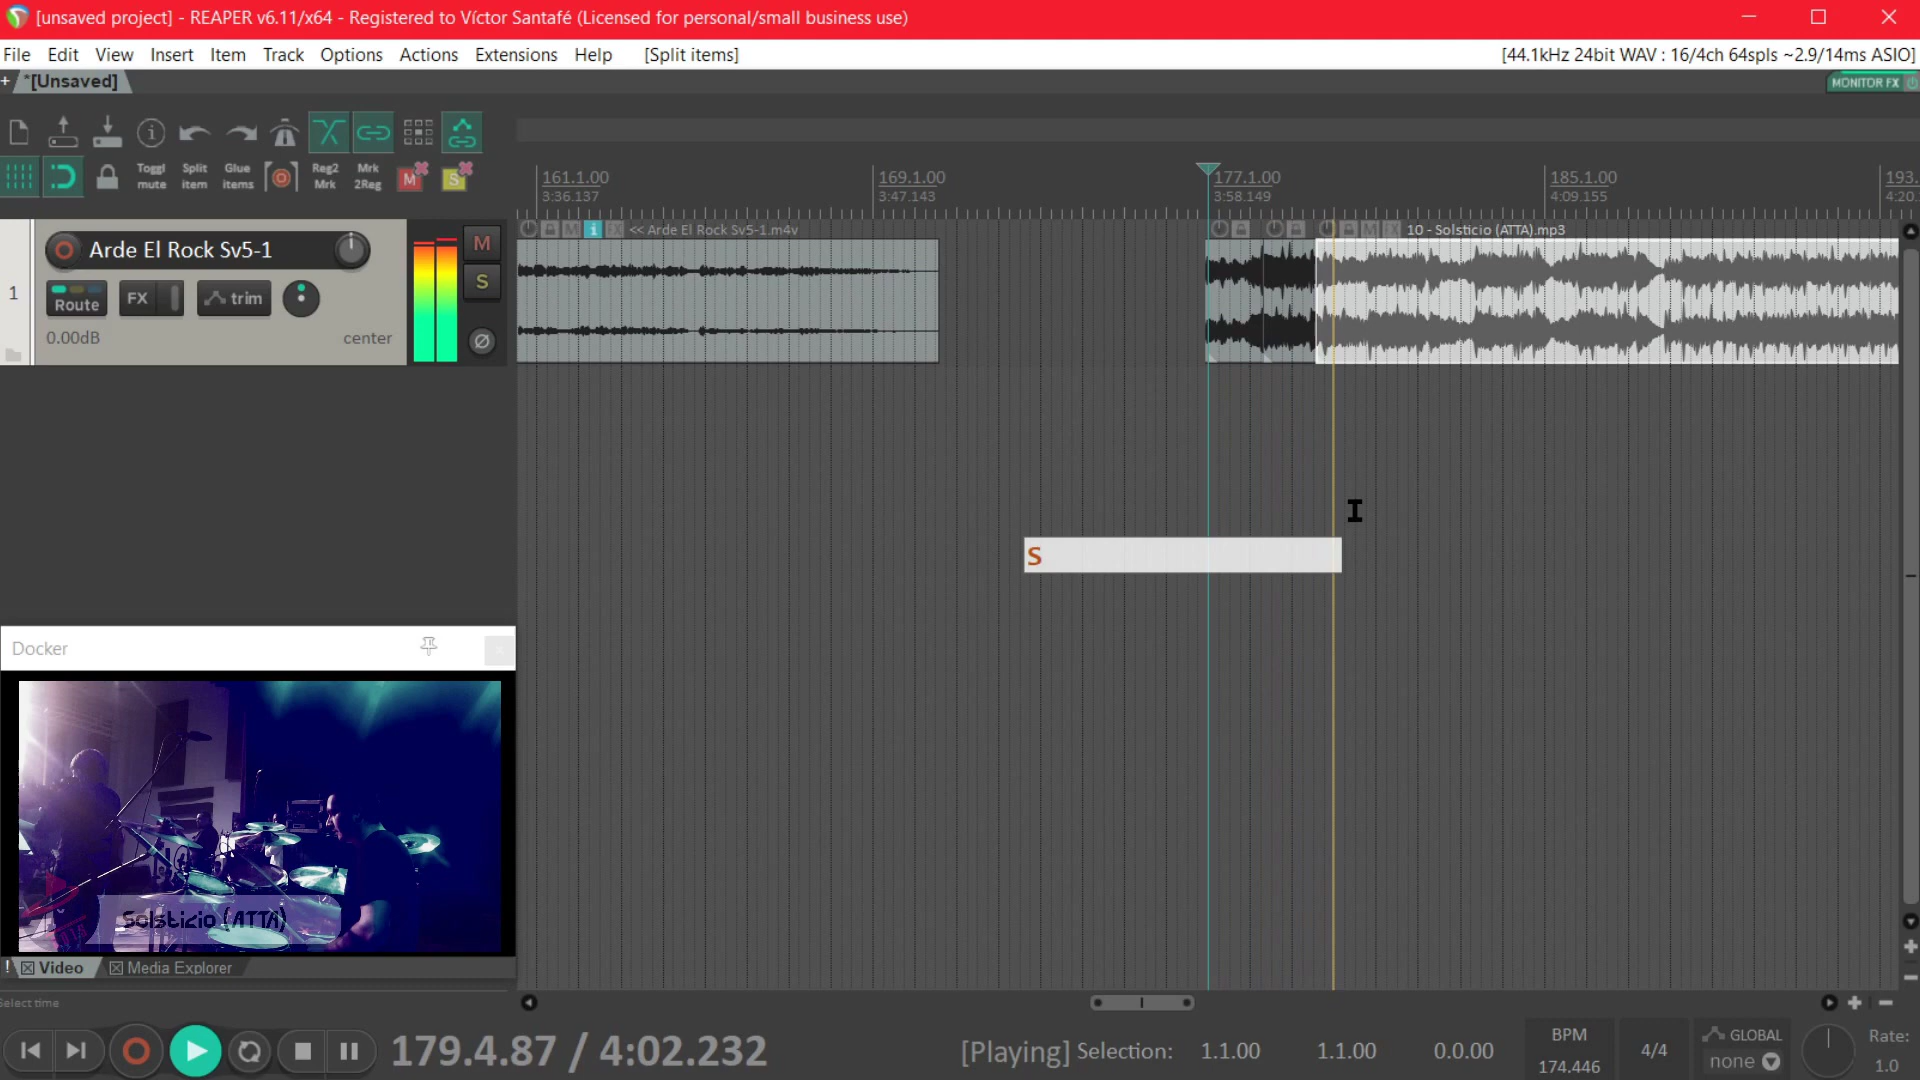 [unsaved project] - REAPER v6.11/x64 - Registered to Víctor Santafé (Licensed for personal/small business use)
File Edit View Insert Item Track Options Actions Extensions Help [Split items] [44.1kHz 24bit WAV : 16/4ch 64spls ~2.9/14ms ASIO]
+ *[Unsaved] MONITOR FX
Toggl mute
Split item
Glue items
Reg2 Mrk
Mrk 2Reg
M
S
161.1.00 169.1.00 177.1.00 185.1.00 193.
3:36.137 3:47.143 3:58.149 4:09.155 4:20.
M i FX << Arde El Rock Sv5-1.m4v M FX 10 - Solsticio (ATTA).mp3
1 Arde El Rock Sv5-1 M
Route FX trim S
0.00dB center
S
Docker
Solsticio (ATTA)
! Video Media Explorer
Select time
179.4.87 / 4:02.232 [Playing] Selection: 1.1.00 1.1.00 0.0.00
BPM
174.446
4/4
GLOBAL
none
Rate:
1.0